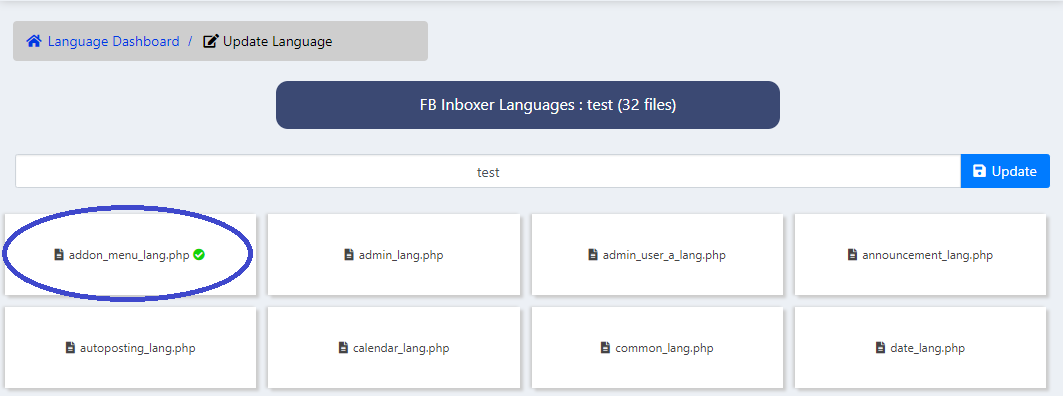 Language Dashboard / Update Language
FB Inboxer Languages : test (32 files)
test Update
addon_menu_lang.php admin_lang.php admin_user_a_lang.php announcement_lang.php
autoposting_lang.php calendar_lang.php common_lang.php date_lang.php